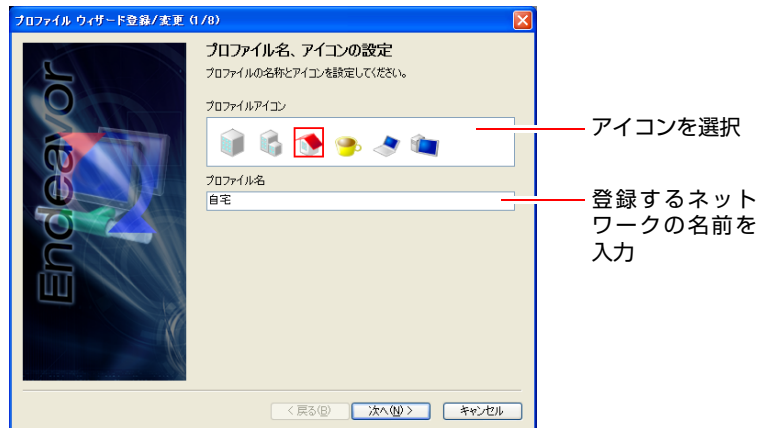 プロファイル ウィザード登録/変更 (1/8)
Endeavor
プロファイル名、アイコンの設定
プロファイルの名称とアイコンを設定してください。
プロファイルアイコン
アイコンを選択
プロファイル名
自宅
登録するネット
ワークの名前を
入力
< 戻る(B)
次へ(N) >
キャンセル